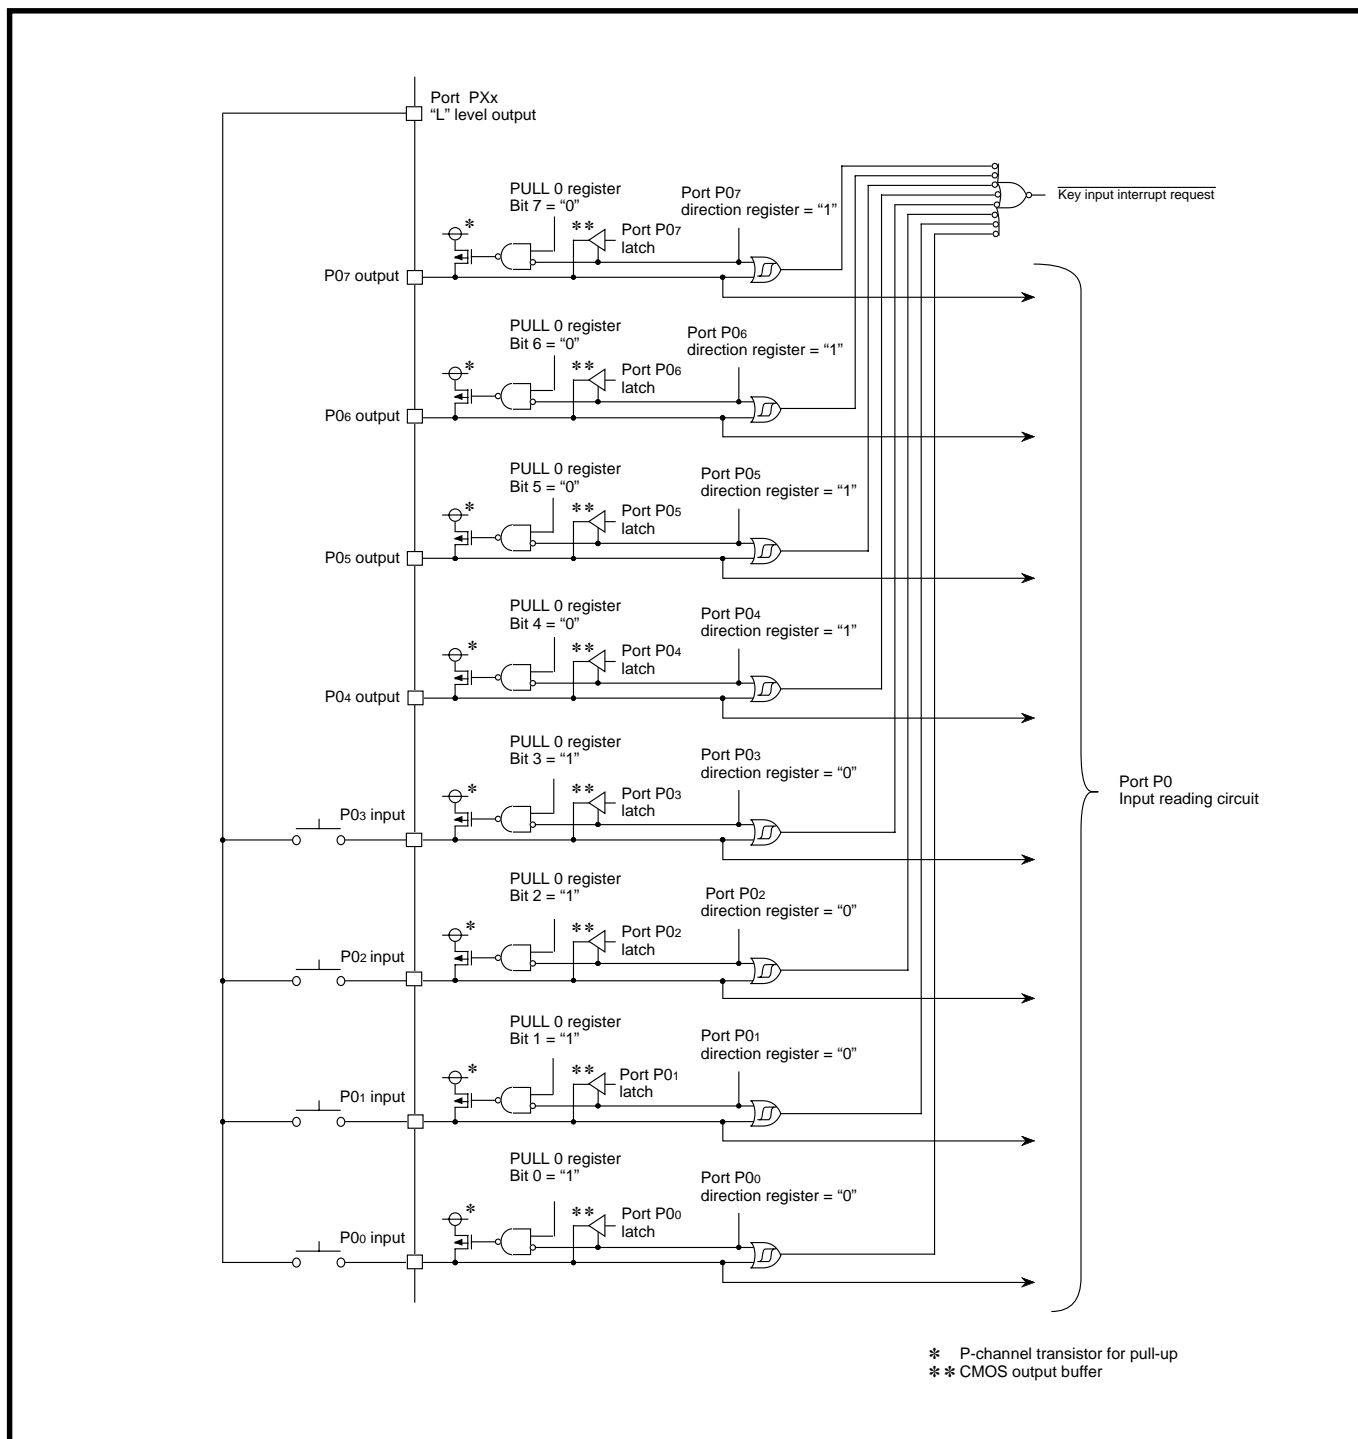 Port PXx
“L” level output
PULL 0 register
Bit 7 = “0”
Port P07
direction register = “1”
Key input interrupt request
*
**
Port P07
latch
P07 output
PULL 0 register
Bit 6 = “0”
Port P06
direction register = “1”
*
**
Port P06
latch
P06 output
PULL 0 register
Bit 5 = “0”
Port P05
direction register = “1”
*
**
Port P05
latch
P05 output
PULL 0 register
Bit 4 = “0”
Port P04
direction register = “1”
*
**
Port P04
latch
P04 output
PULL 0 register
Bit 3 = “1”
Port P03
direction register = “0”
*
**
Port P03
latch
P03 input
Port P0
Input reading circuit
PULL 0 register
Bit 2 = “1”
Port P02
direction register = “0”
*
**
Port P02
latch
P02 input
PULL 0 register
Bit 1 = “1”
Port P01
direction register = “0”
*
**
Port P01
latch
P01 input
PULL 0 register
Bit 0 = “1”
Port P00
direction register = “0”
*
**
Port P00
latch
P00 input
* P-channel transistor for pull-up
** CMOS output buffer